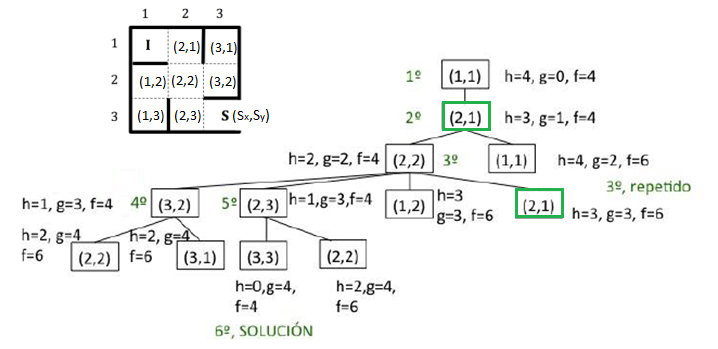 1 2 3
1 I (2,1) (3,1)
2 (1,2) (2,2) (3,2)
3 (1,3) (2,3) S (Sx,Sy)
1º (1,1) h=4, g=0, f=4
2º (2,1) h=3, g=1, f=4
h=2, g=2, f=4 (2,2) 3º (1,1) h=4, g=2, f=6
3º, repetido
h=1, g=3, f=4 4º (3,2) 5º (2,3) h=1,g=3,f=4 (1,2) h=3
g=3, f=6 (2,1) h=3, g=3, f=6
h=2, g=4
f=6 (2,2) h=2, g=4
f=6 (3,1) (3,3) (2,2)
h=0,g=4,
f=4
h=2,g=4,
f=6
6º, SOLUCIÓN